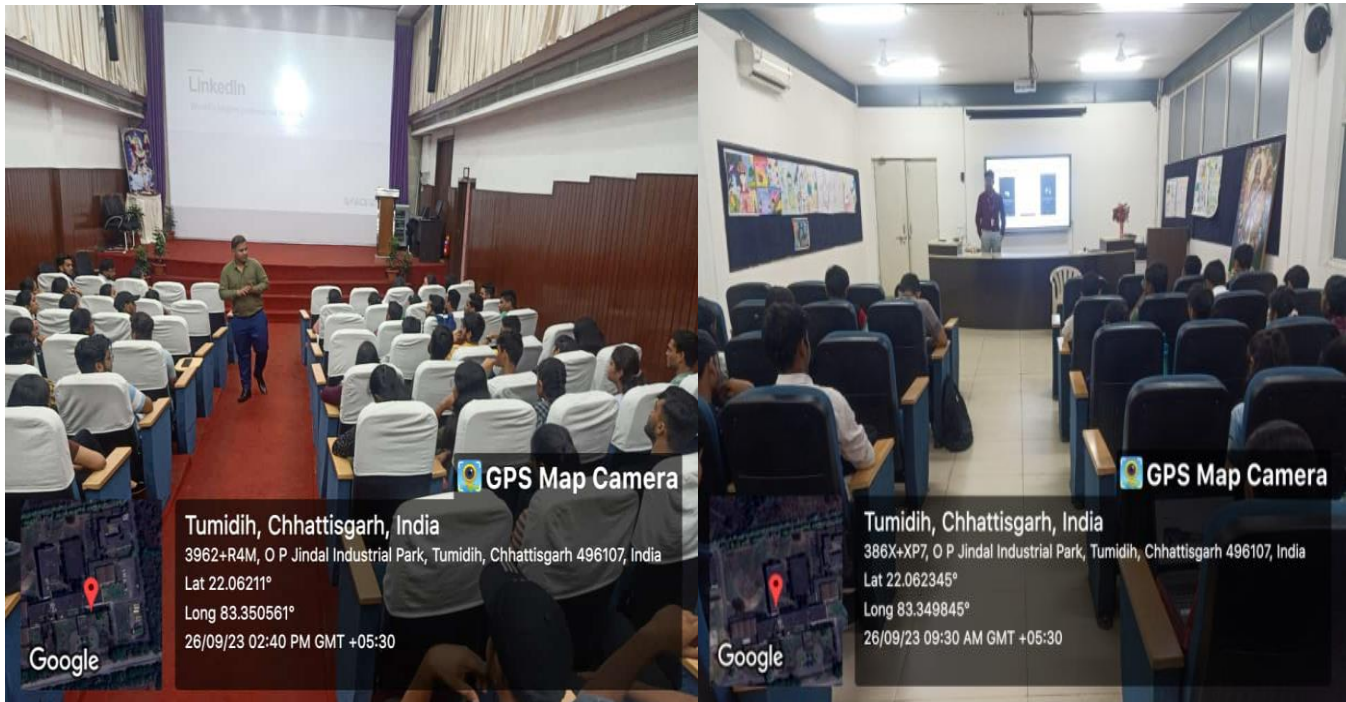 LinkedIn
GPS Map Camera
Tumidih, Chhattisgarh, India
3962+R4M, O P Jindal Industrial Park, Tumidih, Chhattisgarh 496107, India
Lat 22.06211°
Long 83.350561°
26/09/23 02:40 PM GMT +05:30
Google
GPS Map Camera
Tumidih, Chhattisgarh, India
386X+XP7, O P Jindal Industrial Park, Tumidih, Chhattisgarh 496107, India
Lat 22.062345°
Long 83.349845°
26/09/23 09:30 AM GMT +05:30
Google